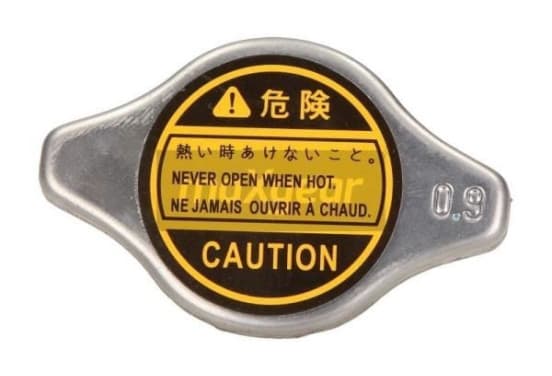 危険
熱い時あけないこと。
NEVER OPEN WHEN HOT.
NE JAMAIS OUVRIR À CHAUD.
maxgear
CAUTION
0.9